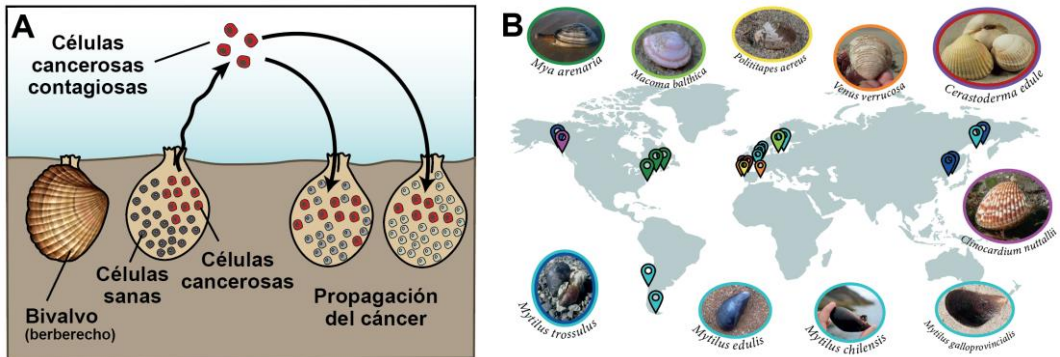 A
Células
cancerosas
contagiosas
Células
sanas
Células
cancerosas
Bivalvo
(berberecho)
Propagación
del cáncer
B
Mya arenaria
Macoma balthica
Polititapes aureus
Venus verrucosa
Cerastoderma edule
Clinocardium nuttallii
Mytilus trossulus
Mytilus edulis
Mytilus chilensis
Mytilus galloprovincialis